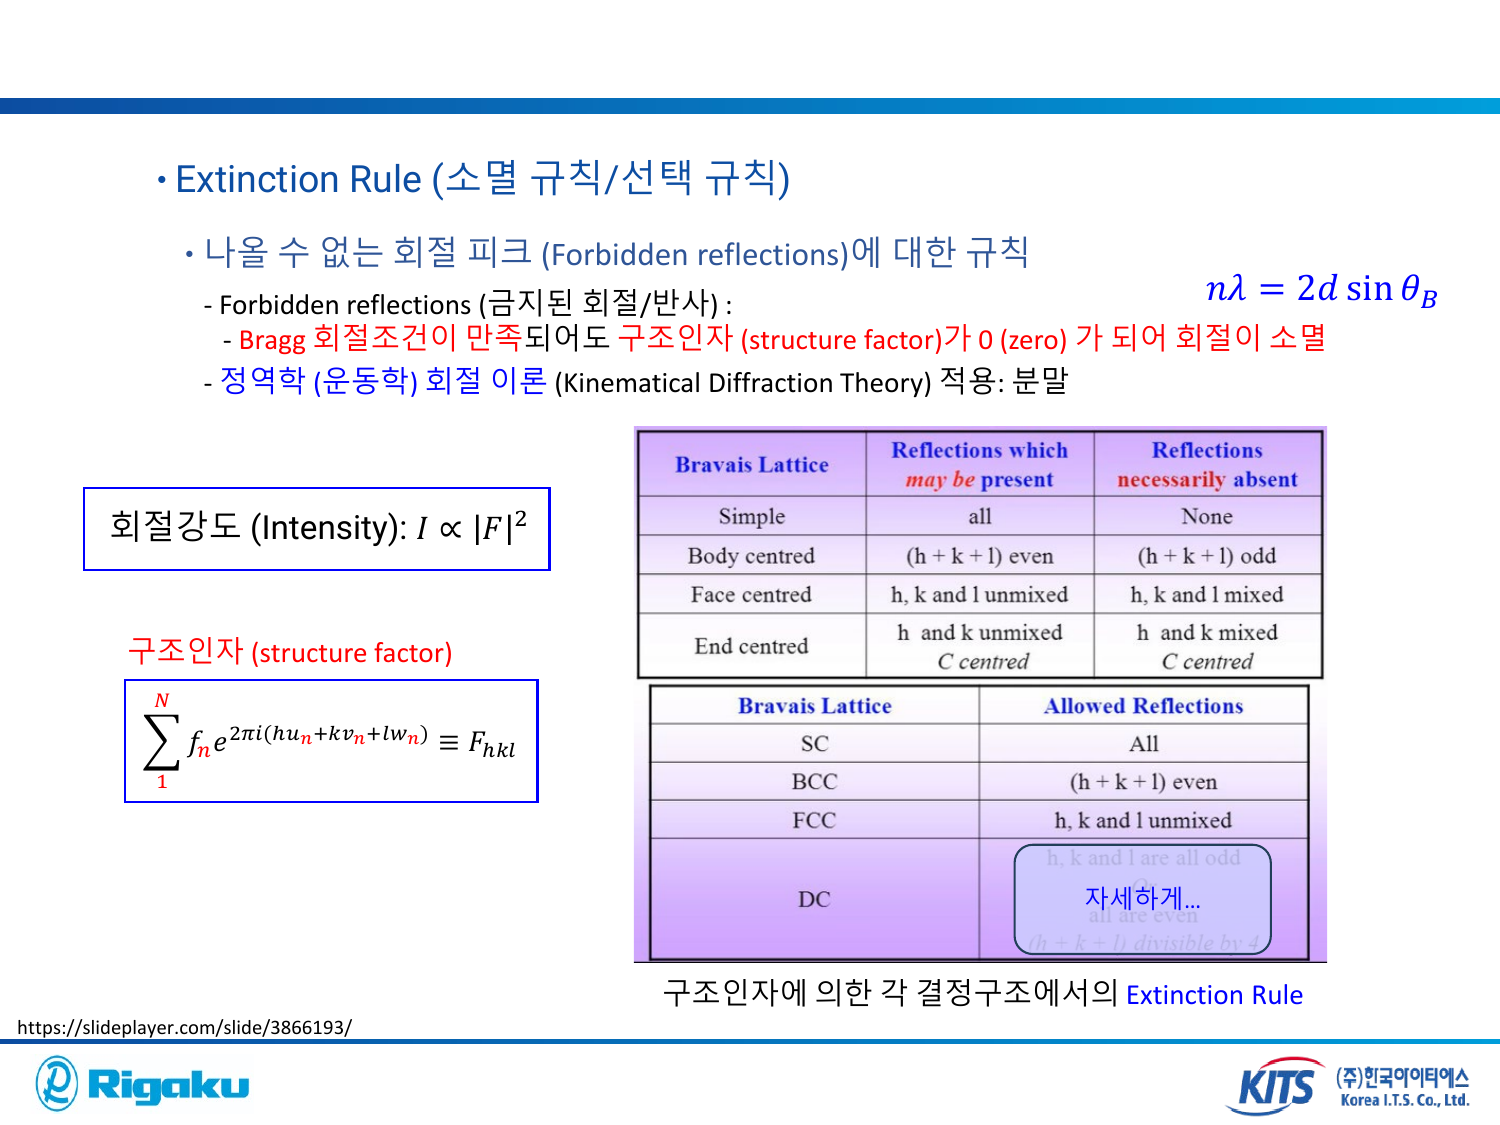 • Extinction Rule (소멸 규칙/선택 규칙)
• 나올 수 없는 회절 피크 (Forbidden reflections)에 대한 규칙
nλ = 2d sin θ_B
- Forbidden reflections (금지된 회절/반사) :
- Bragg 회절조건이 만족되어도 구조인자 (structure factor)가 0 (zero) 가 되어 회절이 소멸
- 정역학 (운동학) 회절 이론 (Kinematical Diffraction Theory) 적용: 분말
회절강도 (Intensity): I ∝ |F|²
구조인자 (structure factor)
∑_1^N f_n e^{2πi(hu_n+kv_n+lw_n)} ≡ F_{hkl}
Bravais Lattice | Reflections which may be present | Reflections necessarily absent
Simple | all | None
Body centred | (h + k + l) even | (h + k + l) odd
Face centred | h, k and l unmixed | h, k and l mixed
End centred | h and k unmixed C centred | h and k mixed C centred
Bravais Lattice | Allowed Reflections
SC | All
BCC | (h + k + l) even
FCC | h, k and l unmixed
DC | h, k and l are all odd
all are even
(h + k + l) divisible by 4
자세하게...
구조인자에 의한 각 결정구조에서의 Extinction Rule
https://slideplayer.com/slide/3866193/
Rigaku
KITS (주)한국아이티에스
Korea I.T.S. Co., Ltd.